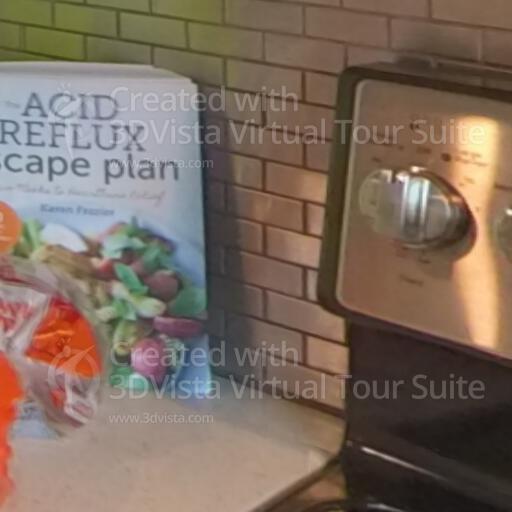 The
ACID
REFLUX
scape plan
Karen Frazier
Created with
3DVista Virtual Tour Suite
www.3dvista.com
Created with
3DVista Virtual Tour Suite
www.3dvista.com